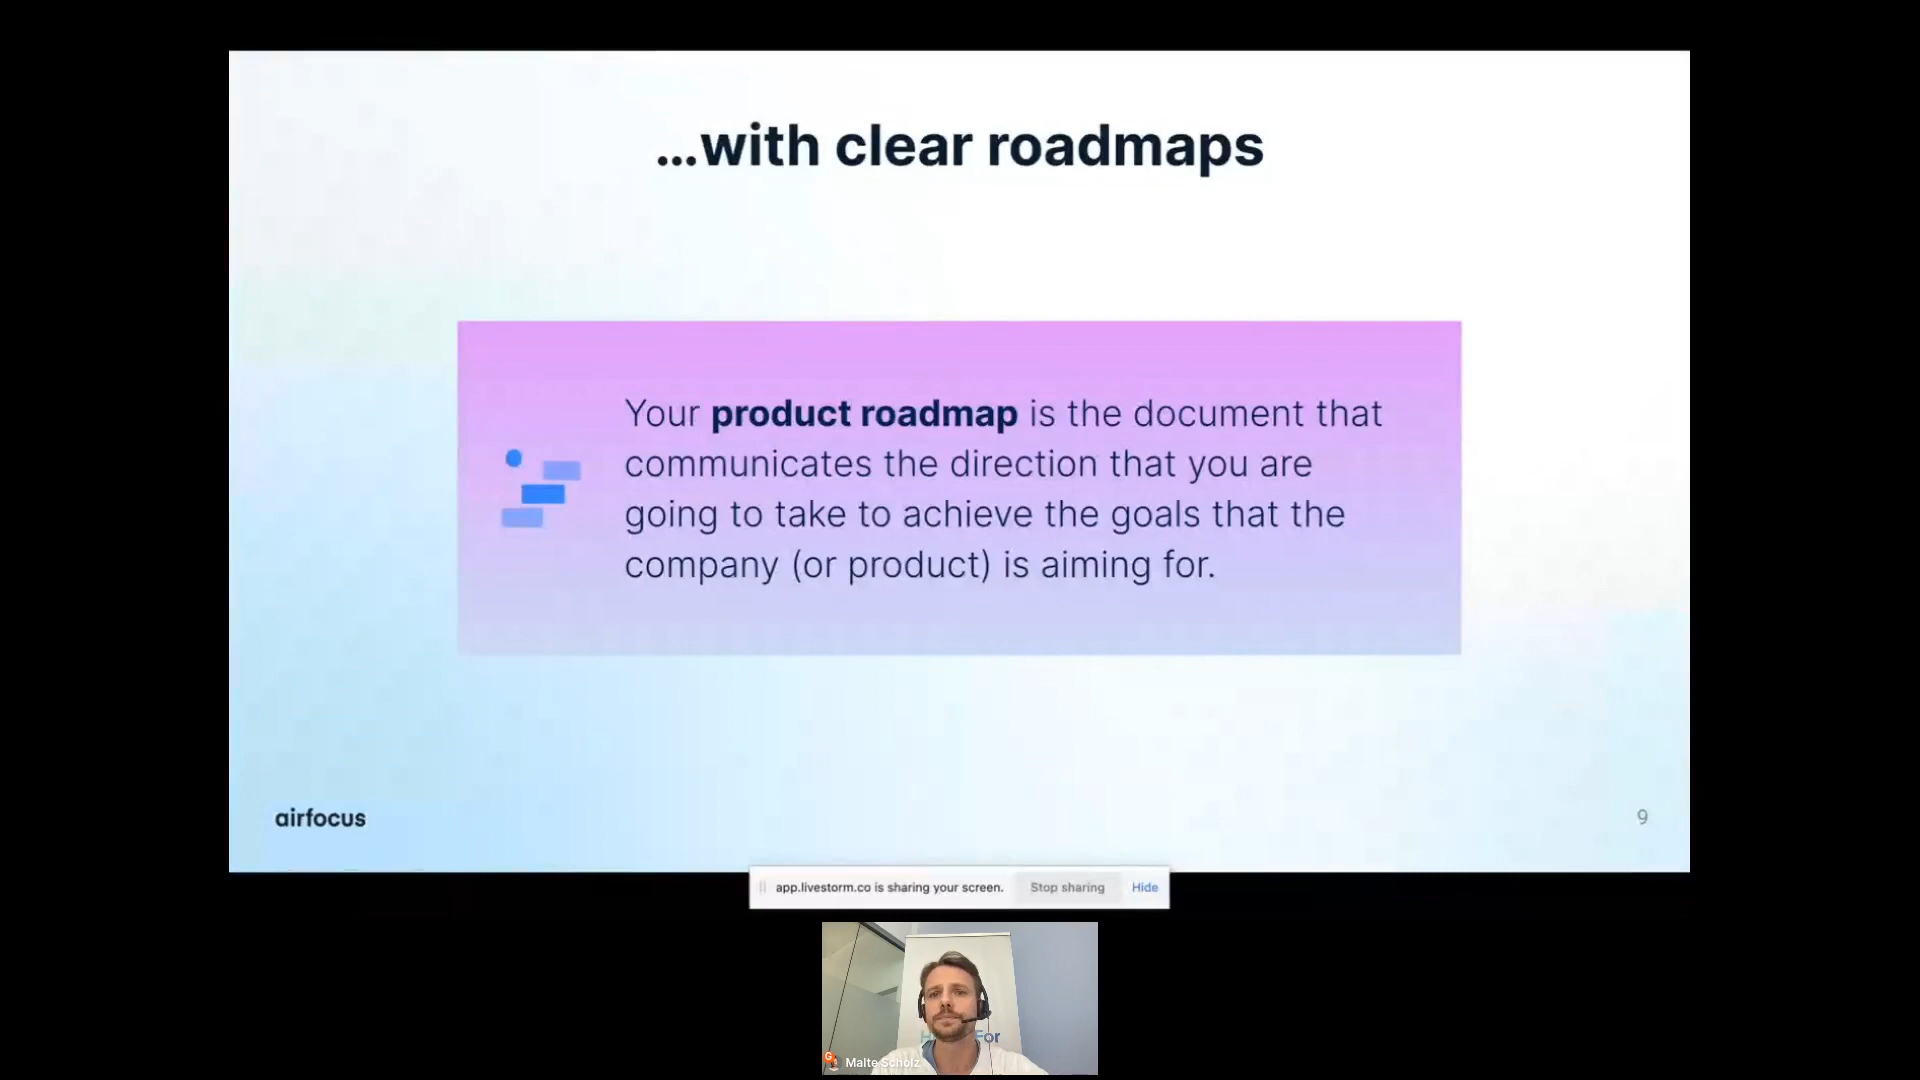 ...with clear roadmaps
Your product roadmap is the document that
communicates the direction that you are
going to take to achieve the goals that the
company (or product) is aiming for.
airfocus
9
app.livestorm.co is sharing your screen. Stop sharing Hide
For
G
Malte Scholz